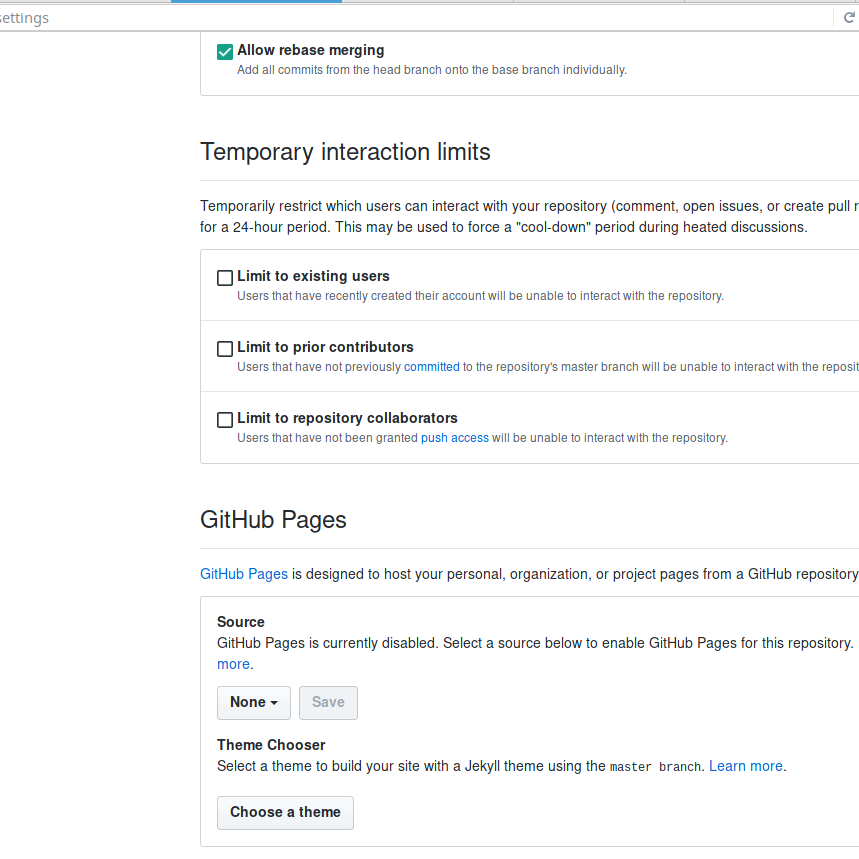 settings
Allow rebase merging
Add all commits from the head branch onto the base branch individually.
Temporary interaction limits
Temporarily restrict which users can interact with your repository (comment, open issues, or create pull r
for a 24-hour period. This may be used to force a "cool-down" period during heated discussions.
Limit to existing users
Users that have recently created their account will be unable to interact with the repository.
Limit to prior contributors
Users that have not previously committed to the repository's master branch will be unable to interact with the reposit
Limit to repository collaborators
Users that have not been granted push access will be unable to interact with the repository.
GitHub Pages
GitHub Pages is designed to host your personal, organization, or project pages from a GitHub repository
Source
GitHub Pages is currently disabled. Select a source below to enable GitHub Pages for this repository.
more.
None Save
Theme Chooser
Select a theme to build your site with a Jekyll theme using the master branch. Learn more.
Choose a theme